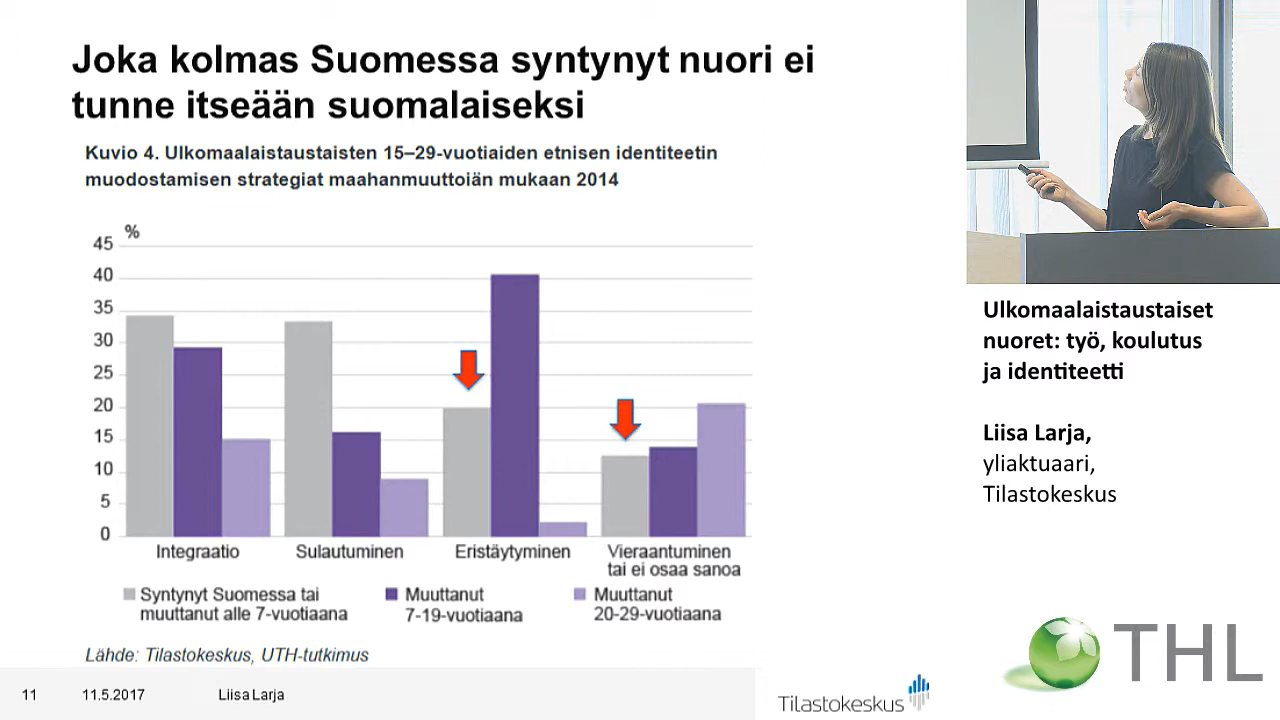 Joka kolmas Suomessa syntynyt nuori ei
tunne itseään suomalaiseksi
Kuvio 4. Ulkomaalaistaustaisten 15–29-vuotiaiden etnisen identiteetin
muodostamisen strategiat maahanmuuttoiän mukaan 2014
%
45
40
35
30
25
20
15
10
5
0
Integraatio
Sulautuminen
Eristäytyminen
Vieraantuminen
tai ei osaa sanoa
Syntynyt Suomessa tai
muuttanut alle 7-vuotiaana
Muuttanut
7-19-vuotiaana
Muuttanut
20-29-vuotiaana
Lähde: Tilastokeskus, UTH-tutkimus
11 11.5.2017 Liisa Larja
Tilastokeskus
Ulkomaalaistaustaiset
nuoret: työ, koulutus
ja identiteetti
Liisa Larja,
yliaktuaari,
Tilastokeskus
THL